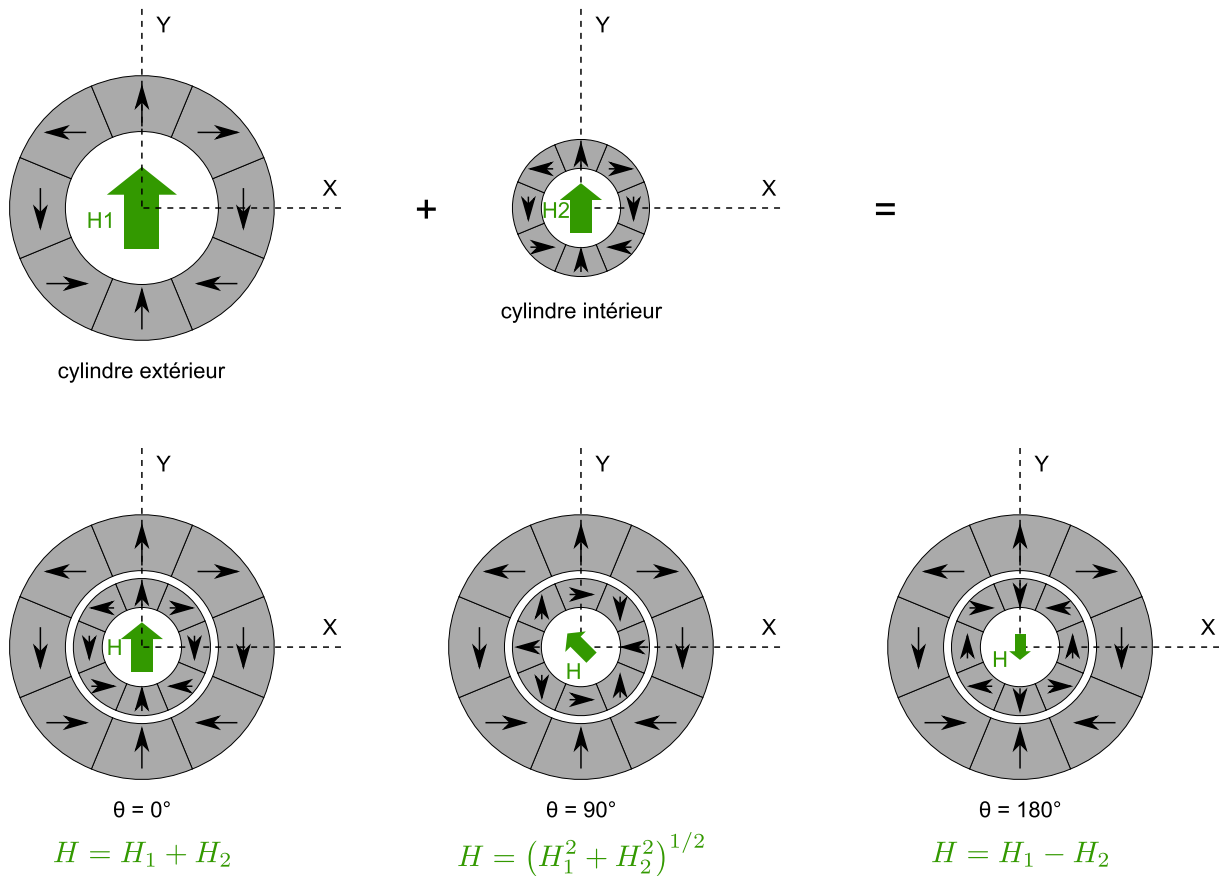 Y
Y
X
X
H1
+
H2
=
cylindre intérieur
cylindre extérieur
Y
Y
Y
X
X
X
H
H
H
θ = 0°
θ = 90°
θ = 180°
H = H₁ + H₂
H = (H₁² + H₂²)^{1/2}
H = H₁ − H₂